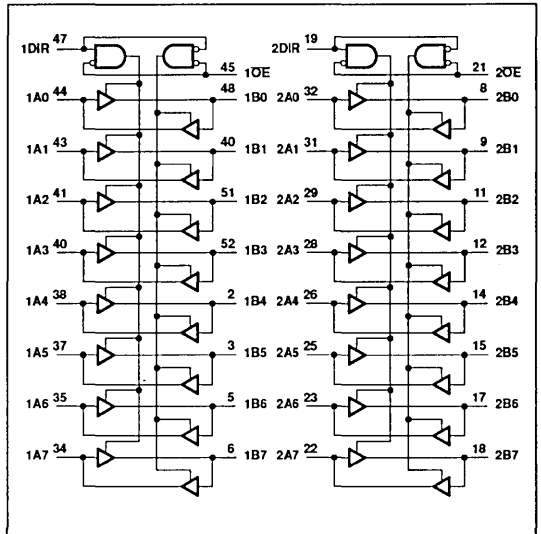 1DIR 47 2DIR 19
45 1OE 21 2OE
1A0 44 48 1B0 2A0 32 8 2B0
1A1 43 40 1B1 2A1 31 9 2B1
1A2 41 51 1B2 2A2 29 11 2B2
1A3 40 52 1B3 2A3 28 12 2B3
1A4 38 2 1B4 2A4 26 14 2B4
1A5 37 3 1B5 2A5 25 15 2B5
1A6 35 5 1B6 2A6 23 17 2B6
1A7 34 6 1B7 2A7 22 18 2B7